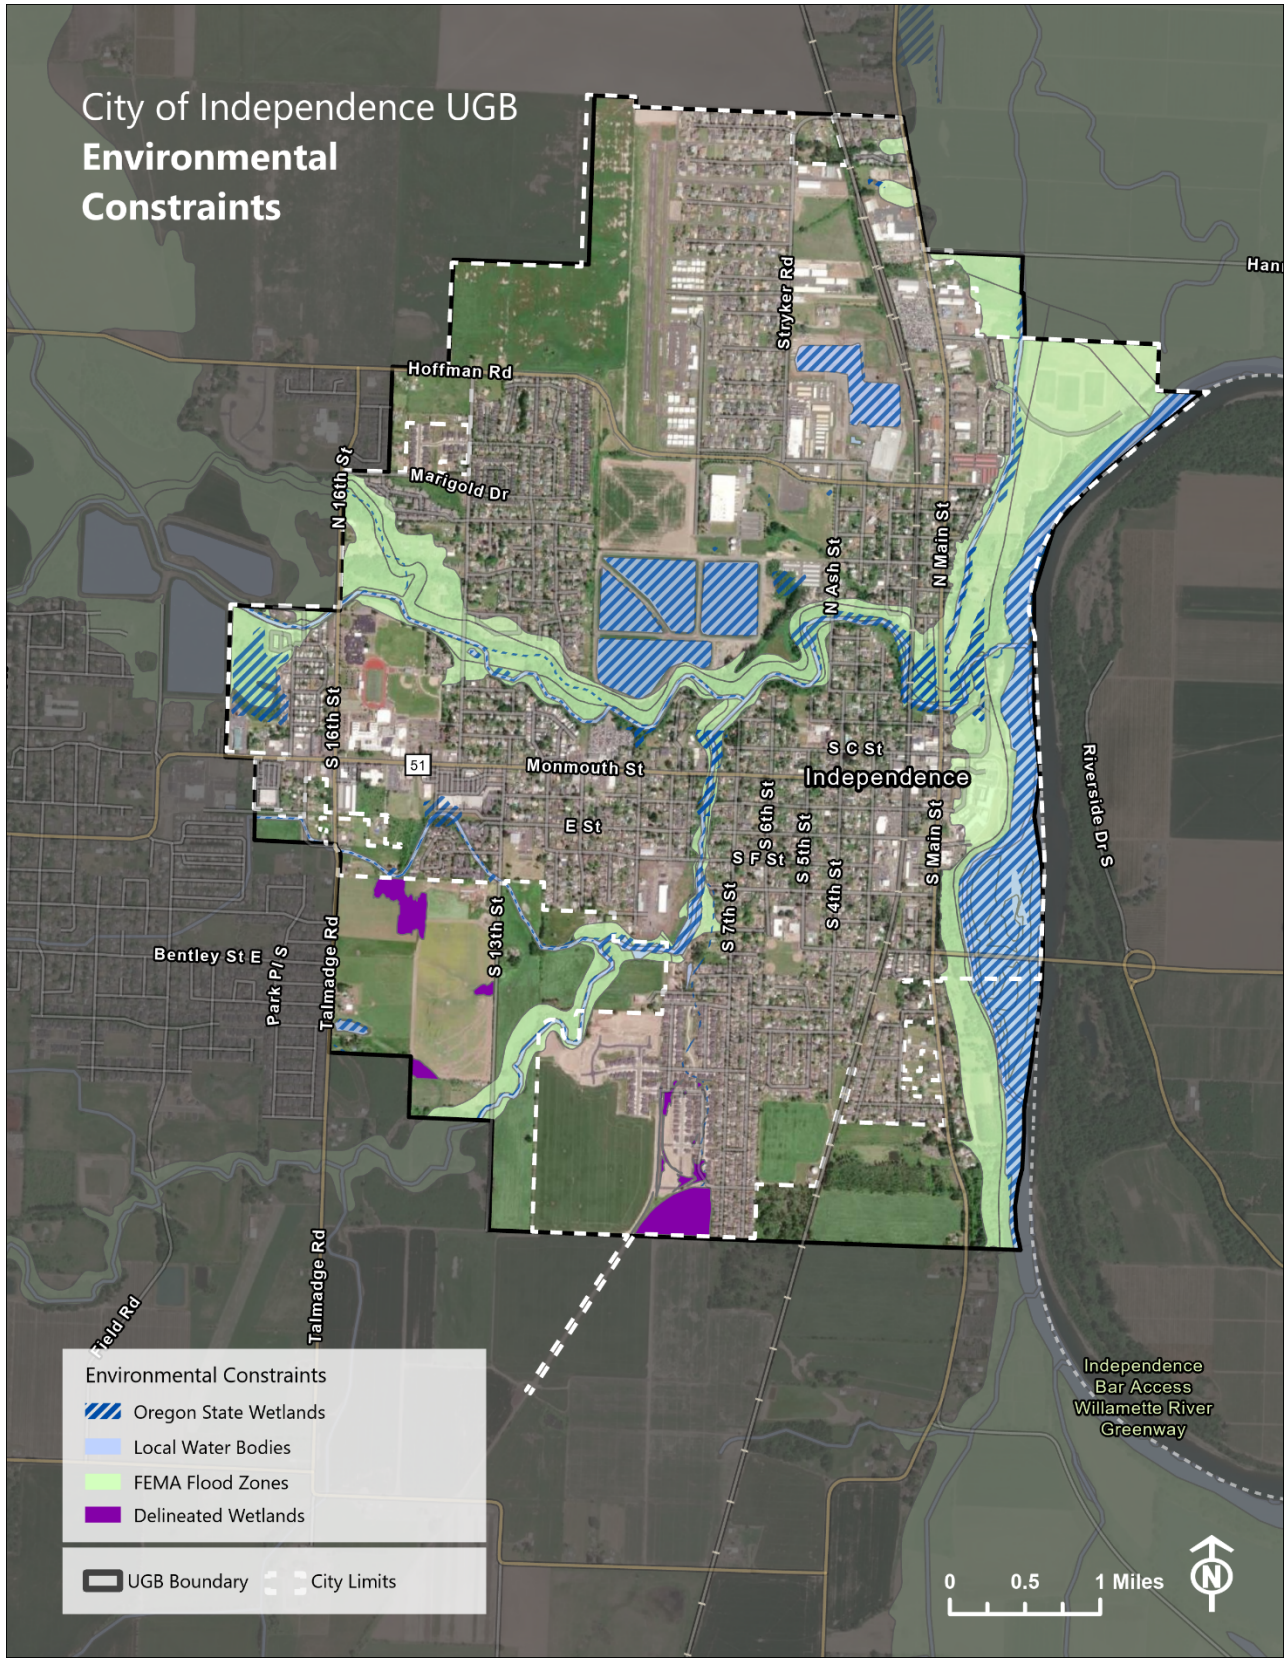 City of Independence UGB
Environmental
Constraints
Stryker Rd
Hoffman Rd
Marigold Dr
N 16th St
N Main St
N Ash St
S 16th St
51
Monmouth St
S C St
Independence
E St
S 6th St
S 5th St
S F St
S 4th St
S Main St
S 7th St
S 13th St
Riverside Dr S
Bentley St E
Park Pl S
Talmadge Rd
Talmadge Rd
Field Rd
Independence
Bar Access
Willamette River
Greenway
Environmental Constraints
Oregon State Wetlands
Local Water Bodies
FEMA Flood Zones
Delineated Wetlands
UGB Boundary
City Limits
0 0.5 1 Miles
N